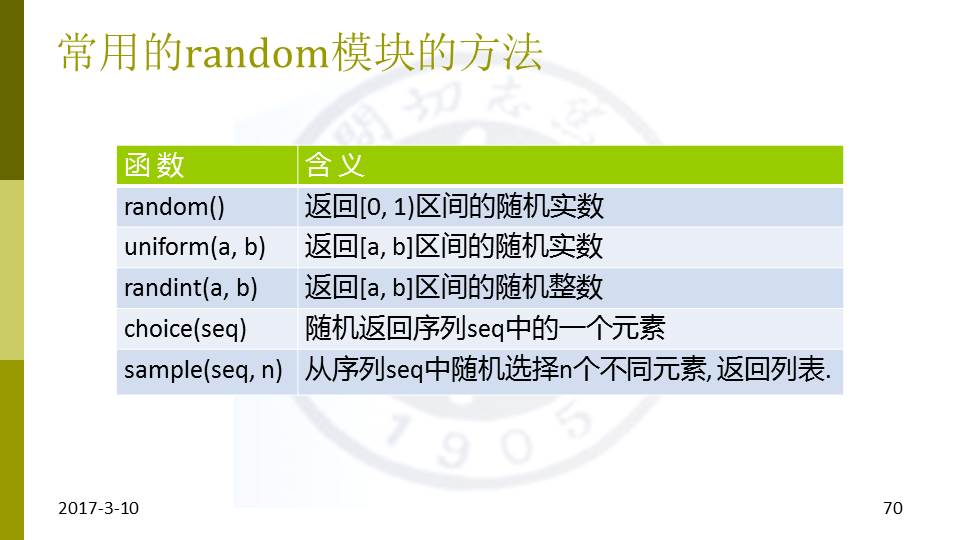 常用的random模块的方法
函 数 含 义
random() 返回[0, 1)区间的随机实数
uniform(a, b) 返回[a, b]区间的随机实数
randint(a, b) 返回[a, b]区间的随机整数
choice(seq) 随机返回序列seq中的一个元素
sample(seq, n) 从序列seq中随机选择n个不同元素, 返回列表.
1905
2017-3-10 70